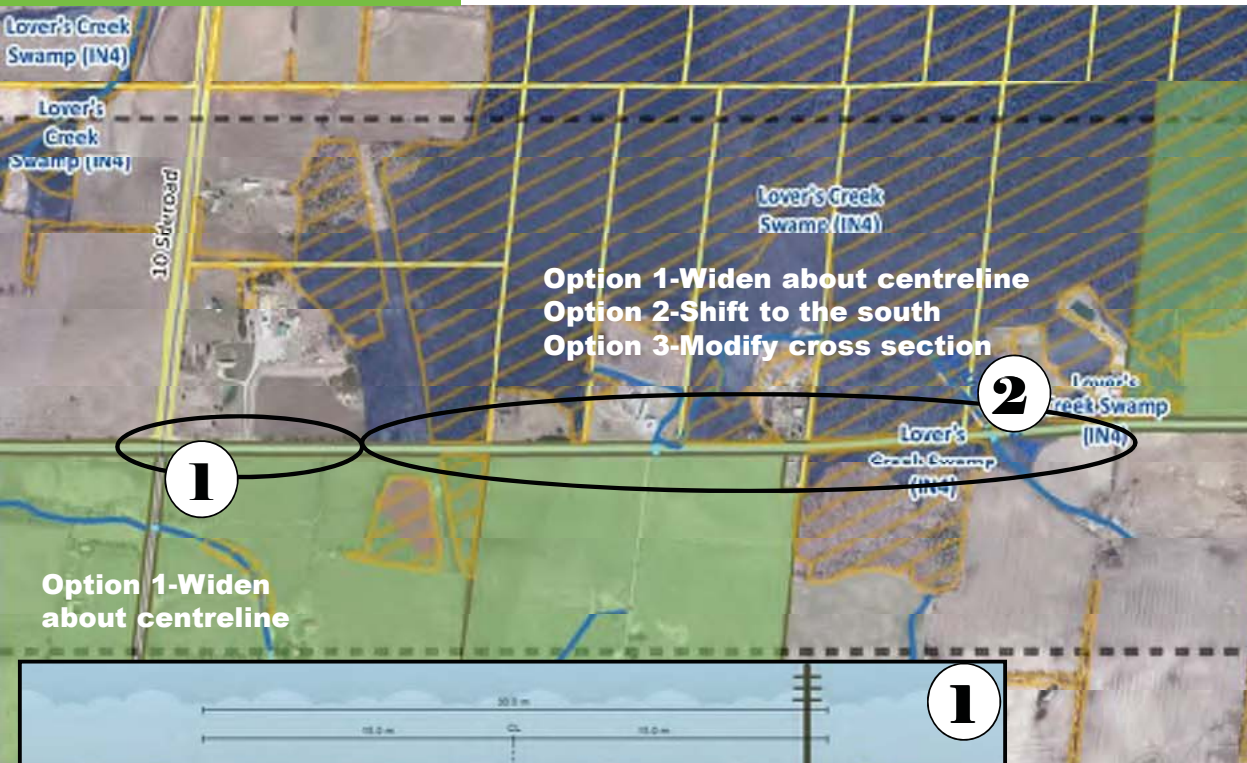 Lover's Creek
Swamp (IN4)
Lover's
Creek
Swamp (IN4)
10 Sideroad
Lover's Creek
Swamp (IN4)
Option 1-Widen about centreline
Option 2-Shift to the south
Option 3-Modify cross section
2
Lover's
Creek Swamp
(IN4)
Lover's
Creek Swamp
(IN4)
1
Option 1-Widen
about centreline
1
30.0 m
15.0 m
CL
15.0 m